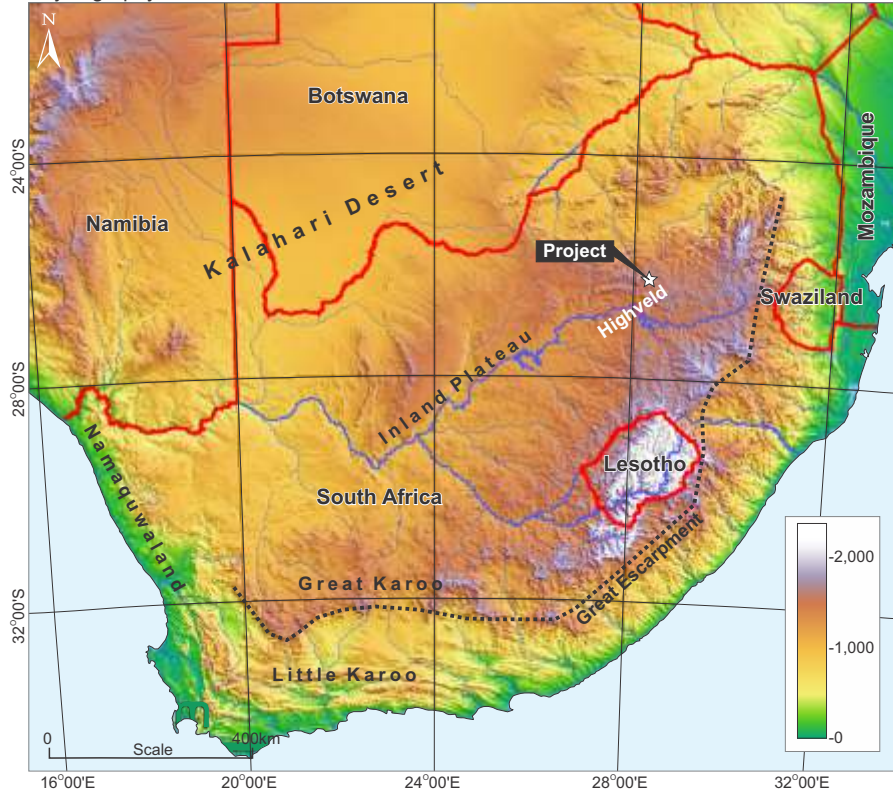 N
Botswana
24°00'S
Mozambique
Kalahari Desert
Namibia
Project
Swaziland
Highveld
Inland Plateau
28°00'S
Namaquwaland
Lesotho
South Africa
Great Escarpment
Great Karoo
32°00'S
Little Karoo
-2,000
-1,000
-0
0
400km
Scale
16°00'E
20°00'E
24°00'E
28°00'E
32°00'E